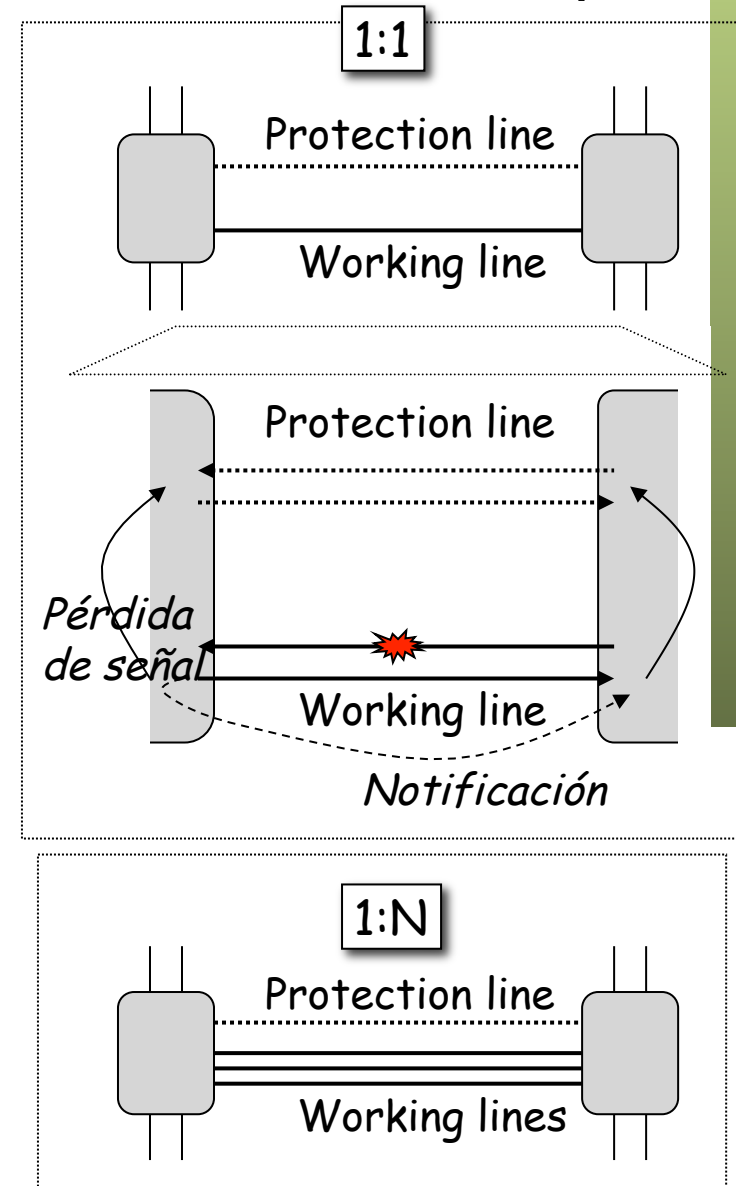 1:1
Protection line
Working line
Protection line
Pérdida
de señal
Working line
Notificación
1:N
Protection line
Working lines